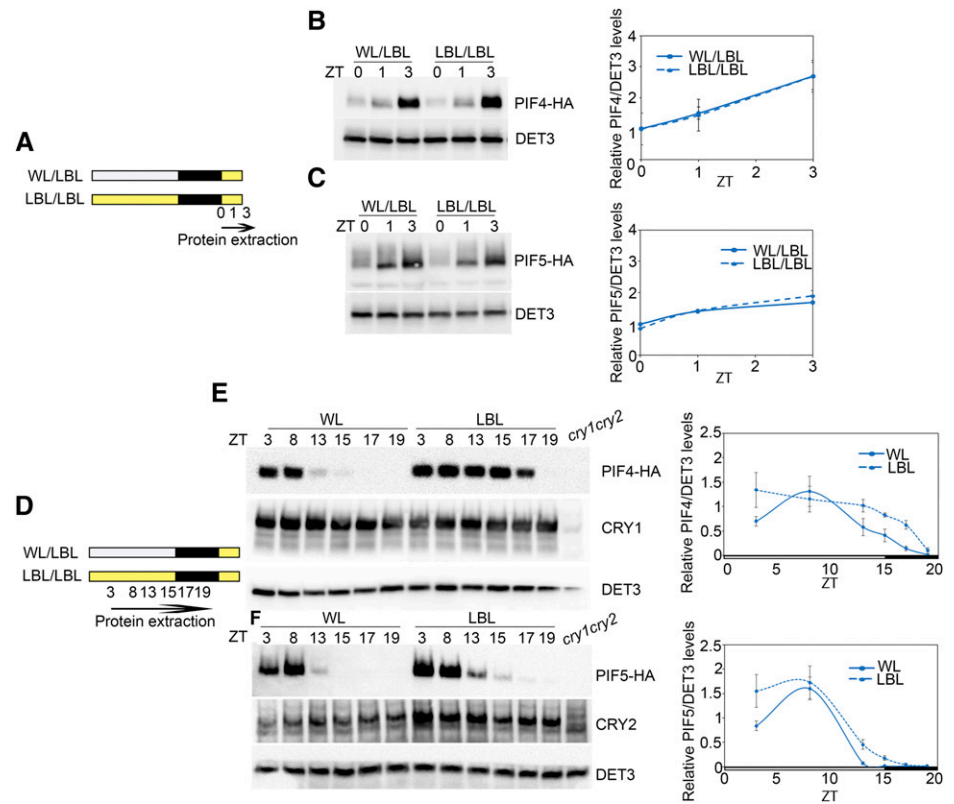 A
WL/LBL
LBL/LBL
0 1 3
Protein extraction
B
WL/LBL LBL/LBL
ZT 0 1 3 0 1 3
PIF4-HA
DET3
Relative PIF4/DET3 levels
4
3
2
1
0
WL/LBL
LBL/LBL
0 1 2 3
ZT
C
WL/LBL LBL/LBL
ZT 0 1 3 0 1 3
PIF5-HA
DET3
Relative PIF5/DET3 levels
4
3
2
1
0
WL/LBL
LBL/LBL
0 1 2 3
ZT
D
WL/LBL
LBL/LBL
3 8 13 15 17 19
Protein extraction
E
WL LBL
ZT 3 8 13 15 17 19 3 8 13 15 17 19 cry1cry2
PIF4-HA
CRY1
DET3
Relative PIF4/DET3 levels
2.5
2
1.5
1
0.5
0
WL
LBL
0 5 10 15 20
ZT
F
WL LBL
ZT 3 8 13 15 17 19 3 8 13 15 17 19 cry1cry2
PIF5-HA
CRY2
DET3
Relative PIF5/DET3 levels
2.5
2
1.5
1
0.5
0
WL
LBL
0 5 10 15 20
ZT